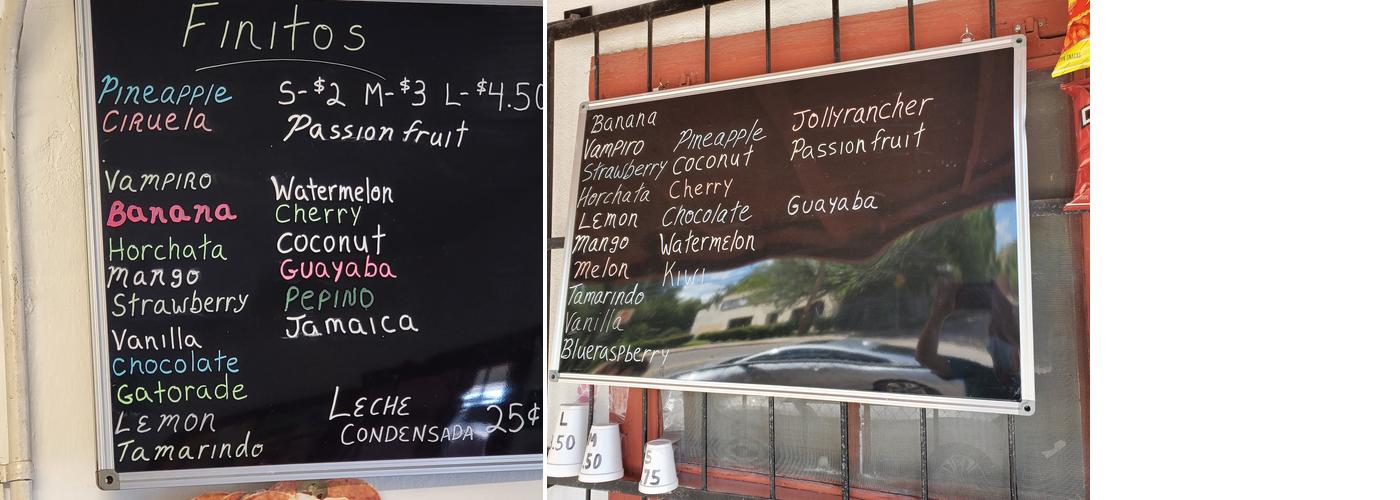 Finitos
Pineapple S-$2 M-$3 L-$4.50
Ciruela Passion fruit
Vampiro Watermelon
Banana Cherry
Horchata Coconut
Mango Guayaba
Strawberry Pepino
Vanilla Jamaica
Chocolate
Gatorade
Lemon LECHE
CONDENSADA 25¢
Tamarindo
Banana Pineapple Jollyrancher
Vampiro Coconut Passion fruit
Strawberry Cherry
Horchata Chocolate Guayaba
Lemon Watermelon
Mango Kiwi
Melon
Tamarindo
Vanilla
Blueraspberry
L
.50
M
.50
S
75